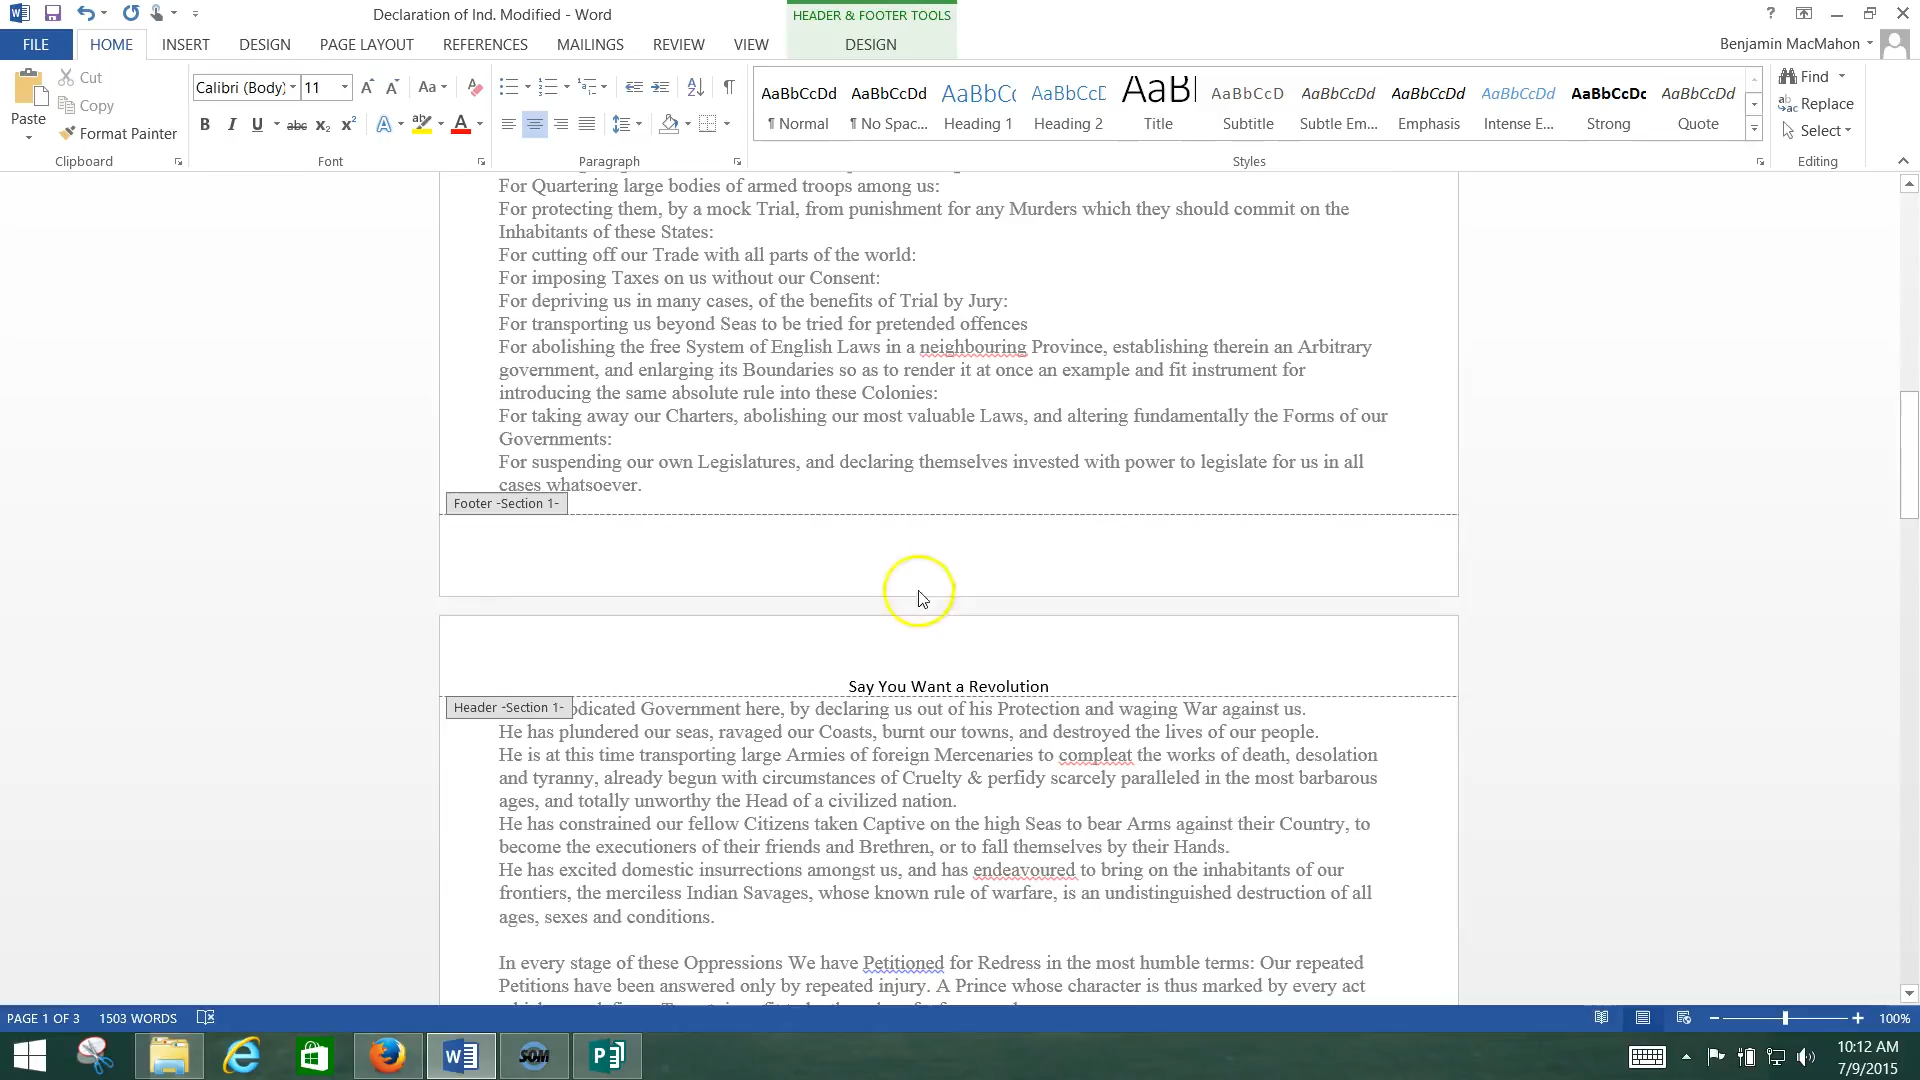 Declaration of Ind. Modified - Word
HEADER & FOOTER TOOLS
?
FILE
HOME
INSERT
DESIGN
PAGE LAYOUT
REFERENCES
MAILINGS
REVIEW
VIEW
DESIGN
Benjamin MacMahon
Paste
Cut
Copy
Format Painter
Calibri (Body)
11
Aa
B I U abc x₂ x²
AaBbCcDd AaBbCcDd AaBbCc AaBbCcD AaBl AaBbCcD AaBbCcDd AaBbCcDd AaBbCcDd AaBbCcDc AaBbCcDd
¶ Normal ¶ No Spac... Heading 1 Heading 2 Title Subtitle Subtle Em... Emphasis Intense E... Strong Quote
Find
Replace
Select
Clipboard Font Paragraph Styles Editing
For Quartering large bodies of armed troops among us:
For protecting them, by a mock Trial, from punishment for any Murders which they should commit on the
Inhabitants of these States:
For cutting off our Trade with all parts of the world:
For imposing Taxes on us without our Consent:
For depriving us in many cases, of the benefits of Trial by Jury:
For transporting us beyond Seas to be tried for pretended offences
For abolishing the free System of English Laws in a neighbouring Province, establishing therein an Arbitrary
government, and enlarging its Boundaries so as to render it at once an example and fit instrument for
introducing the same absolute rule into these Colonies:
For taking away our Charters, abolishing our most valuable Laws, and altering fundamentally the Forms of our
Governments:
For suspending our own Legislatures, and declaring themselves invested with power to legislate for us in all
cases whatsoever.
Footer -Section 1-
Say You Want a Revolution
Header -Section 1-
dicated Government here, by declaring us out of his Protection and waging War against us.
He has plundered our seas, ravaged our Coasts, burnt our towns, and destroyed the lives of our people.
He is at this time transporting large Armies of foreign Mercenaries to compleat the works of death, desolation
and tyranny, already begun with circumstances of Cruelty & perfidy scarcely paralleled in the most barbarous
ages, and totally unworthy the Head of a civilized nation.
He has constrained our fellow Citizens taken Captive on the high Seas to bear Arms against their Country, to
become the executioners of their friends and Brethren, or to fall themselves by their Hands.
He has excited domestic insurrections amongst us, and has endeavoured to bring on the inhabitants of our
frontiers, the merciless Indian Savages, whose known rule of warfare, is an undistinguished destruction of all
ages, sexes and conditions.
In every stage of these Oppressions We have Petitioned for Redress in the most humble terms: Our repeated
Petitions have been answered only by repeated injury. A Prince whose character is thus marked by every act
PAGE 1 OF 3 1503 WORDS
100%
SOM
10:12 AM
7/9/2015